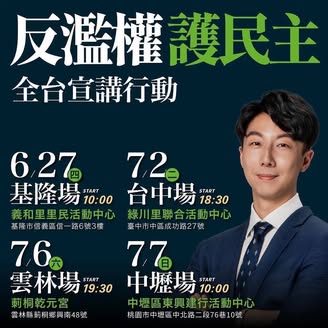 反濫權 護民主
全台宣講行動
6/27 四
基隆場 START 10:00
義和里里民活動中心
基隆市信義區信一路6號3樓
7/2 二
台中場 START 18:30
綠川里聯合活動中心
臺中市中區成功路27號
7/6 六
雲林場 START 19:30
莿桐乾元宮
雲林縣莿桐鄉興南48號
7/7 日
中壢場 START 10:00
中壢區東興建行活動中心
桃園市中壢區中北路二段76巷10號